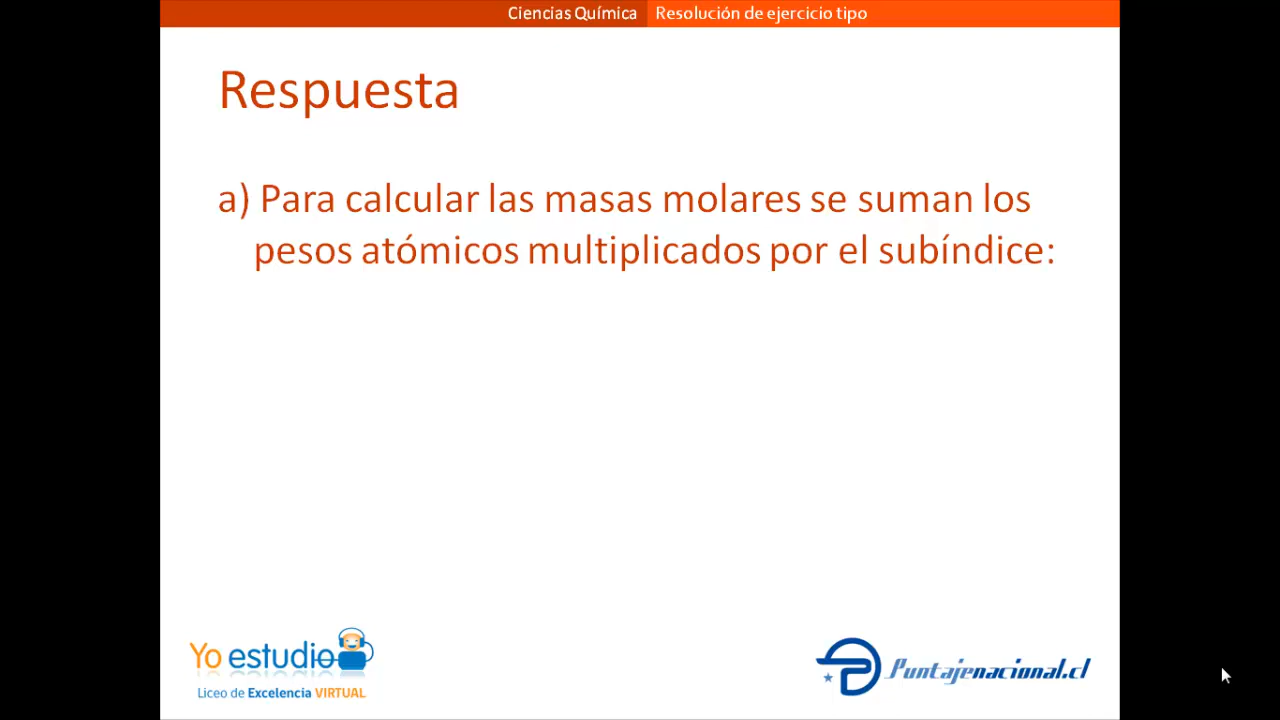 Ciencias Química Resolución de ejercicio tipo
Respuesta
a) Para calcular las masas molares se suman los
pesos atómicos multiplicados por el subíndice:
Yo estudio
Liceo de Excelencia VIRTUAL
Puntajenacional.cl